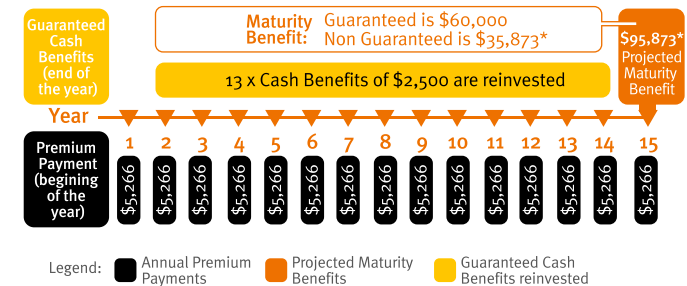 Guaranteed
Cash
Benefits
(end of
the year)
Maturity Guaranteed is $60,000
Benefit: Non Guaranteed is $35,873*
$95,873*
Projected
Maturity
Benefit
13 x Cash Benefits of $2,500 are reinvested
Year
Premium
Payment
(begining
of the
year)
1 2 3 4 5 6 7 8 9 10 11 12 13 14 15
$5,266 $5,266 $5,266 $5,266 $5,266 $5,266 $5,266 $5,266 $5,266 $5,266 $5,266 $5,266 $5,266 $5,266 $5,266
Legend:
Annual Premium
Payments
Projected Maturity
Benefits
Guaranteed Cash
Benefits reinvested